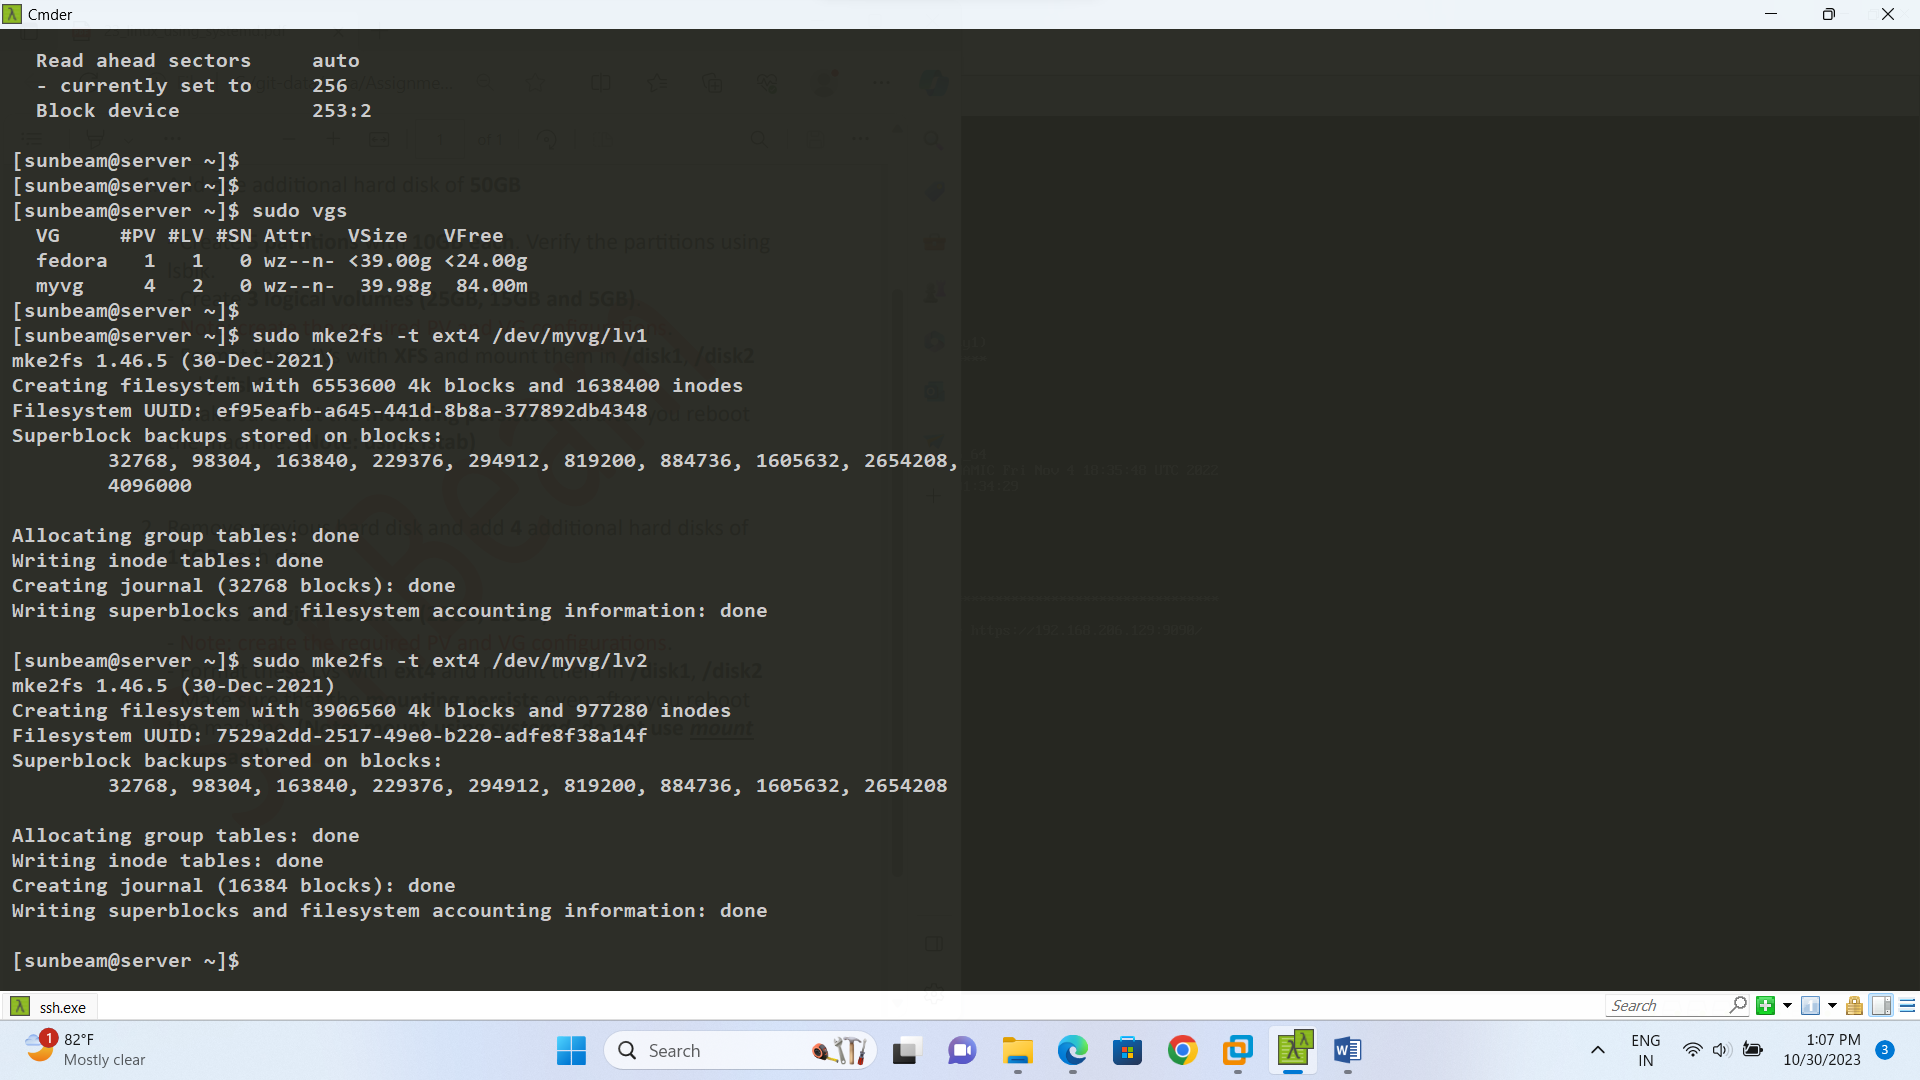 Cmder
Read ahead sectors     auto
- currently set to     256
Block device           253:2
[sunbeam@server ~]$
[sunbeam@server ~]$
[sunbeam@server ~]$ sudo vgs
VG     #PV #LV #SN Attr   VSize   VFree
fedora   1   1   0 wz--n- <39.00g <24.00g
myvg     4   2   0 wz--n-  39.98g  84.00m
[sunbeam@server ~]$
[sunbeam@server ~]$ sudo mke2fs -t ext4 /dev/myvg/lv1
mke2fs 1.46.5 (30-Dec-2021)
Creating filesystem with 6553600 4k blocks and 1638400 inodes
Filesystem UUID: ef95eafb-a645-441d-8b8a-377892db4348
Superblock backups stored on blocks:
32768, 98304, 163840, 229376, 294912, 819200, 884736, 1605632, 2654208,
4096000
Allocating group tables: done
Writing inode tables: done
Creating journal (32768 blocks): done
Writing superblocks and filesystem accounting information: done
[sunbeam@server ~]$ sudo mke2fs -t ext4 /dev/myvg/lv2
mke2fs 1.46.5 (30-Dec-2021)
Creating filesystem with 3906560 4k blocks and 977280 inodes
Filesystem UUID: 7529a2dd-2517-49e0-b220-adfe8f38a14f
Superblock backups stored on blocks:
32768, 98304, 163840, 229376, 294912, 819200, 884736, 1605632, 2654208
Allocating group tables: done
Writing inode tables: done
Creating journal (16384 blocks): done
Writing superblocks and filesystem accounting information: done
[sunbeam@server ~]$
ssh.exe
Search
1
82°F
Mostly clear
Search
ENG
IN
1:07 PM
10/30/2023
3